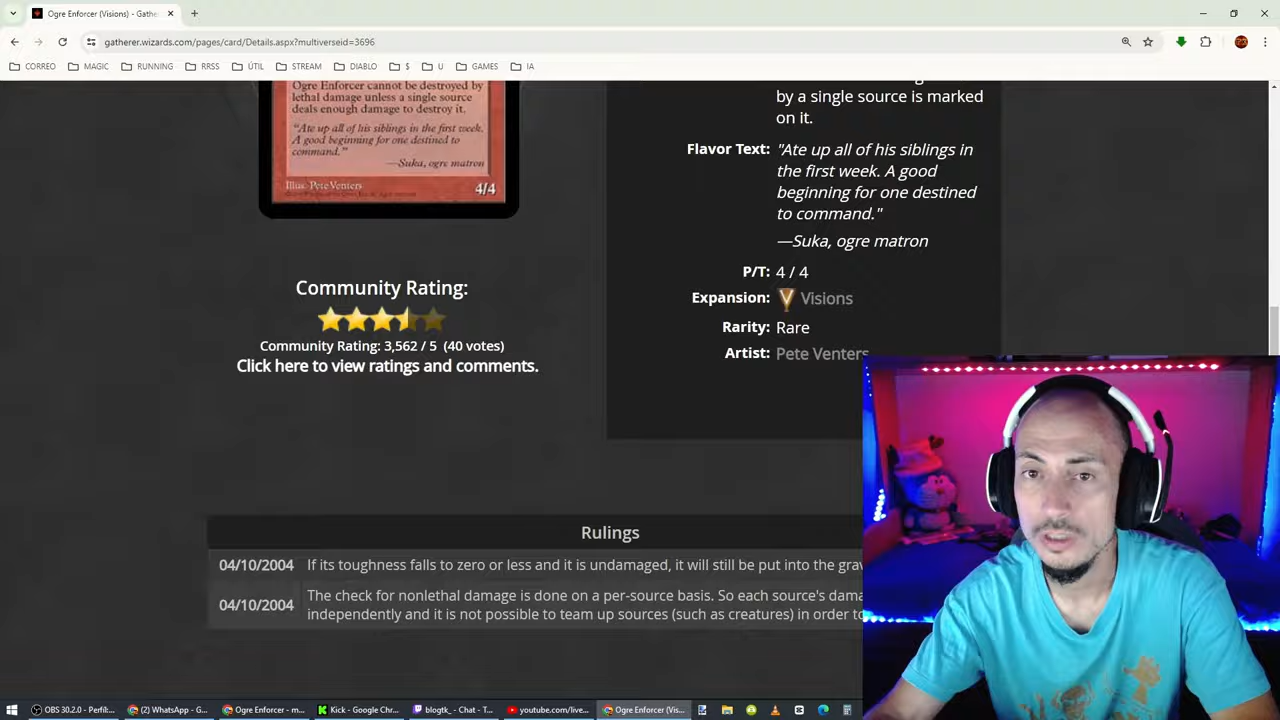 Ogre Enforcer (Visions) - Gathe
gatherer.wizards.com/pages/card/Details.aspx?multiverseid=3696
CORREO MAGIC RUNNING RRSS ÚTIL STREAM DIABLO $ U GAMES IA
Ogre Enforcer cannot be destroyed by
lethal damage unless a single source
deals enough damage to destroy it.
"Ate up all of his siblings in the first week.
A good beginning for one destined to
command."
—Suka, ogre matron
Illus. Pete Venters
4/4
by a single source is marked
on it.
Flavor Text: "Ate up all of his siblings in
the first week. A good
beginning for one destined
to command."
—Suka, ogre matron
P/T: 4 / 4
Expansion: Visions
Rarity: Rare
Artist: Pete Venters
Community Rating:
Community Rating: 3,562 / 5 (40 votes)
Click here to view ratings and comments.
Rulings
04/10/2004 If its toughness falls to zero or less and it is undamaged, it will still be put into the grav
04/10/2004 The check for nonlethal damage is done on a per-source basis. So each source's dama
independently and it is not possible to team up sources (such as creatures) in order to
OBS 30.2.0 - Perfil:... (2) WhatsApp - G... Ogre Enforcer - m... Kick - Google Chr... blogtk_ - Chat - T... youtube.com/live... Ogre Enforcer (Vis...